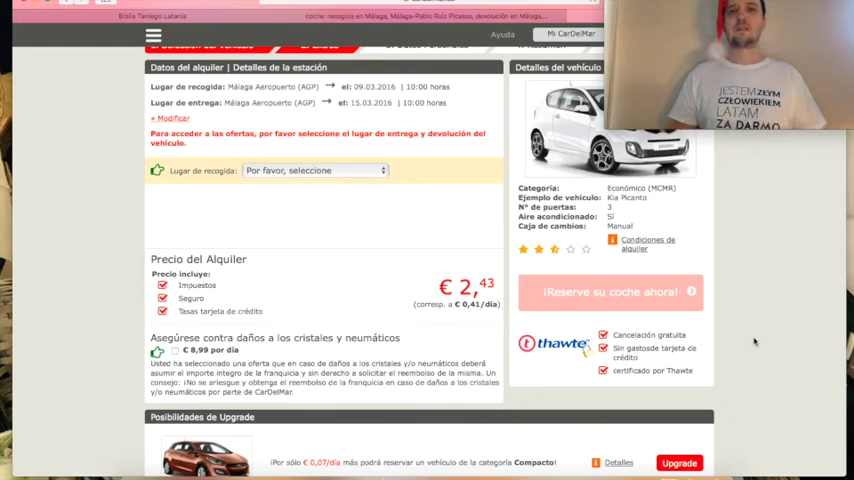 Biblia Taniego Latania
coche: recogida en Málaga, Málaga-Pablo Ruiz Picasso, devolución en Málaga,...
Ayuda
Mi CarDelMar
Datos del alquiler | Detalles de la estación
Lugar de recogida: Málaga Aeropuerto (AGP) → el: 09.03.2016 | 10:00 horas
Lugar de entrega: Málaga Aeropuerto (AGP) → el: 15.03.2016 | 10:00 horas
« Modificar
Para acceder a las ofertas, por favor seleccione el lugar de entrega y devolución del
vehículo.
Lugar de recogida: Por favor, seleccione
Precio del Alquiler
Precio incluye:
Impuestos
Seguro
Tasas tarjeta de crédito
€ 2,43
(corresp. a € 0,41/día)
Asegúrese contra daños a los cristales y neumáticos
€ 8,99 por día
Usted ha seleccionado una oferta que en caso de daños a los cristales y/o neumáticos deberá
asumir el importe integro de la franquicia y sin derecho a solicitar el reembolso de la misma. Un
consejo: ¡No se arriesgue y obtenga el reembolso de la franquicia en caso de daños a los cristales
y/o neumáticos por parte de CarDelMar.
Posibilidades de Upgrade
¡Por sólo € 0,07/día más podrá reservar un vehículo de la categoría Compacto!
Detalles
Upgrade
Detalles del vehículo
Categoria: Económico (MCMR)
Ejemplo de vehículo: Kia Picanto
N° de puertas: 3
Aire acondicionado: Sí
Caja de cambios: Manual
Condiciones de
alquiler
¡Reserve su coche ahora!
thawte
Cancelación gratuita
Sin gastosde tarjeta de
crédito
certificado por Thawte
JESTEM ZŁYM
CZŁOWIEKIEM
LATAM
ZA DARMO